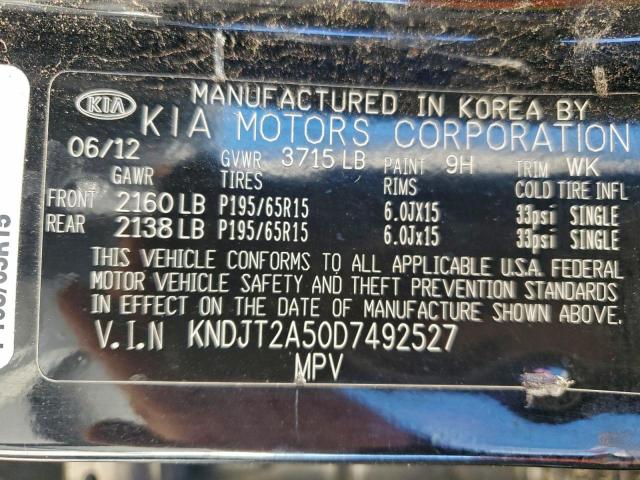 KIA
MANUFACTURED IN KOREA BY
KIA MOTORS CORPORATION
06/12 GVWR 3715 LB PAINT 9H TRIM WK
GAWR TIRES RIMS COLD TIRE INFL
FRONT 2160 LB P195/65R15 6.0JX15 33psi SINGLE
REAR 2138 LB P195/65R15 6.0Jx15 33psi SINGLE
THIS VEHICLE CONFORMS TO ALL APPLICABLE U.S.A. FEDERAL
MOTOR VEHICLE SAFETY AND THEFT PREVENTION STANDARDS
IN EFFECT ON THE DATE OF MANUFACTURE SHOWN ABOVE.
V.I.N KNDJT2A50D7492527
MPV